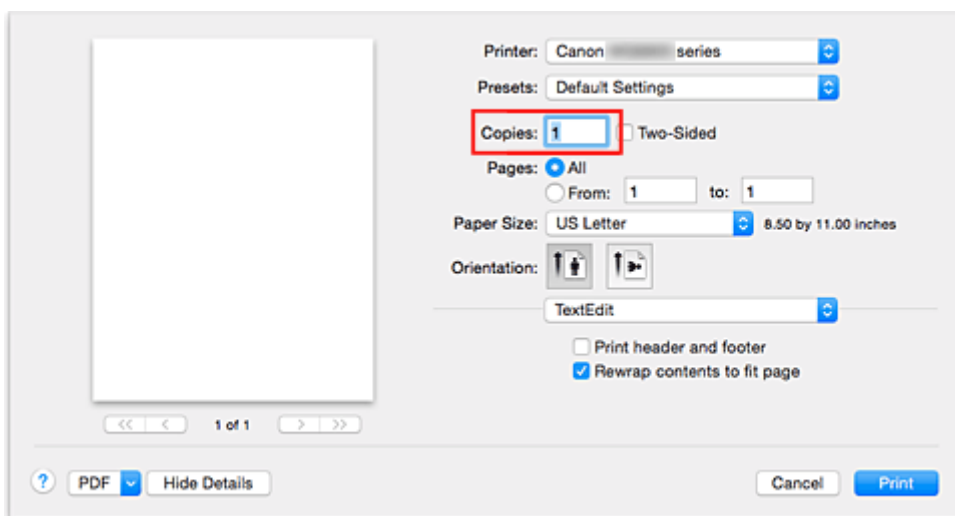 Printer: Canon series
Presets: Default Settings
Copies: 1 Two-Sided
Pages: All
From: 1 to: 1
Paper Size: US Letter 8.50 by 11.00 inches
Orientation:
TextEdit
Print header and footer
Rewrap contents to fit page
<< < 1 of 1 > >>
? PDF Hide Details Cancel Print